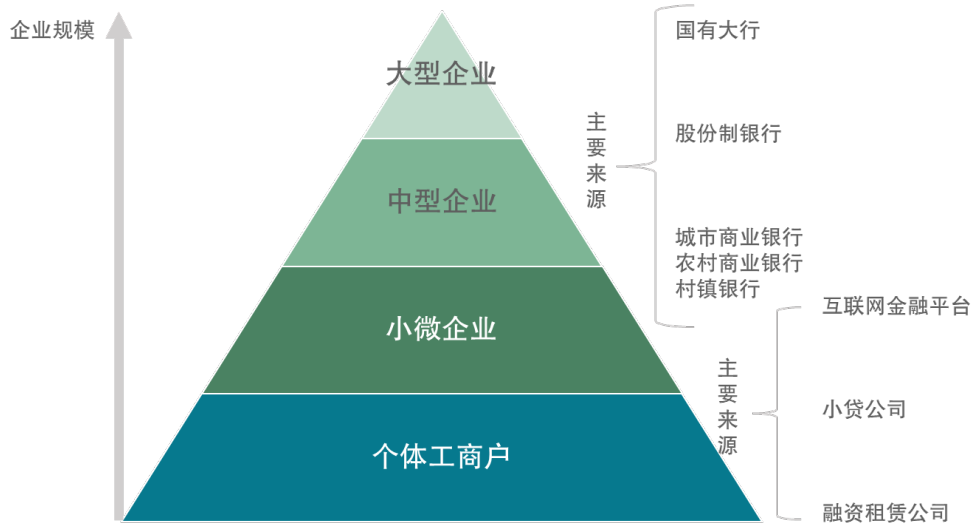 企业规模
大型企业
中型企业
小微企业
个体工商户
主要来源
国有大行
股份制银行
城市商业银行
农村商业银行
村镇银行
主要来源
互联网金融平台
小贷公司
融资租赁公司